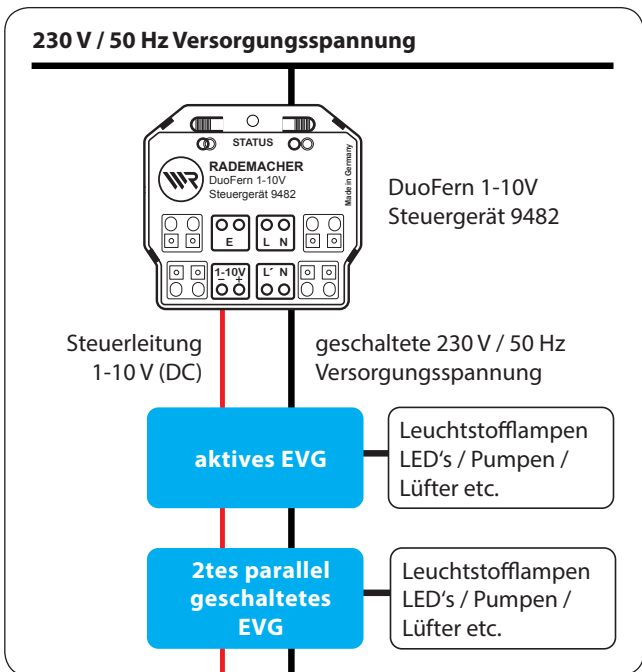 230 V / 50 Hz Versorgungsspannung
STATUS
RADEMACHER
DuoFern 1-10V
Steuergerät 9482
Made in Germany
E
L N
1-10V
– +
L´ N
DuoFern 1-10V
Steuergerät 9482
Steuerleitung
1-10 V (DC)
geschaltete 230 V / 50 Hz
Versorgungsspannung
aktives EVG
Leuchtstofflampen
LED‘s / Pumpen /
Lüfter etc.
2tes parallel
geschaltetes
EVG
Leuchtstofflampen
LED‘s / Pumpen /
Lüfter etc.